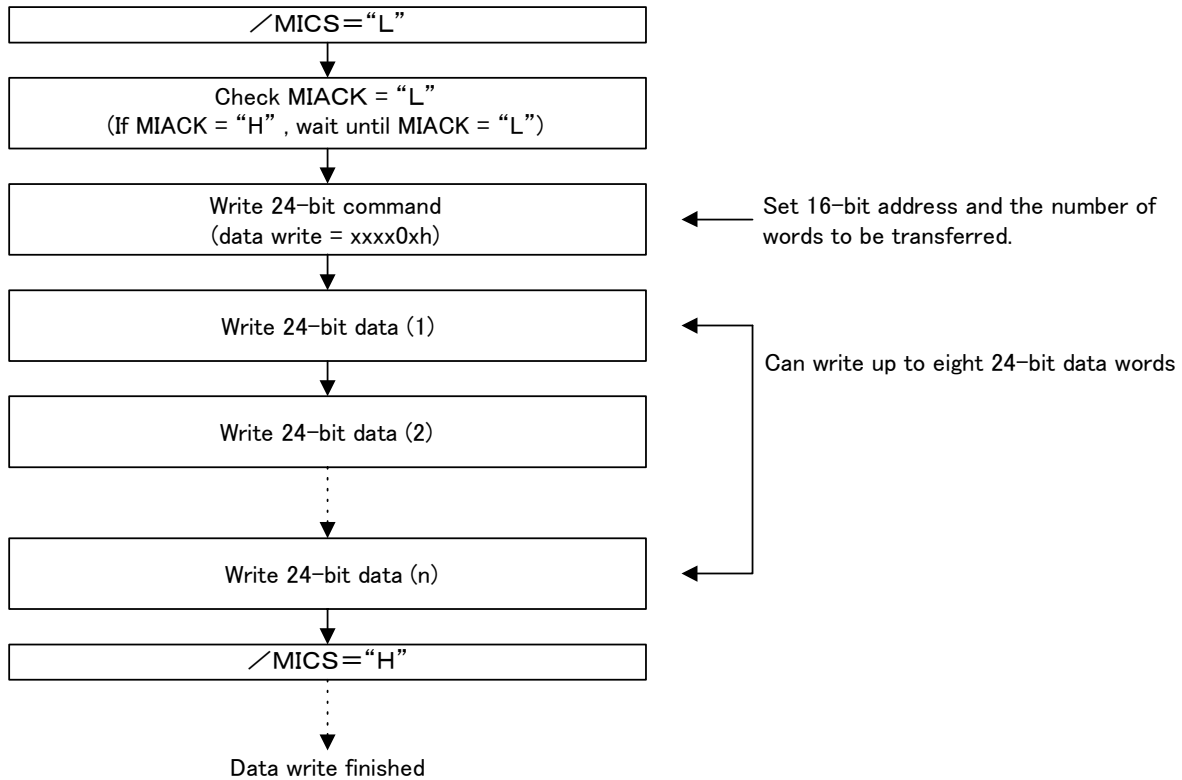 ／MICS＝“L”
Check MIACK = “L”
(If MIACK = “H” , wait until MIACK = “L”)
Write 24-bit command
(data write = xxxx0xh)
Set 16-bit address and the number of
words to be transferred.
Write 24-bit data (1)
Can write up to eight 24-bit data words
Write 24-bit data (2)
Write 24-bit data (n)
／MICS＝“H”
Data write finished